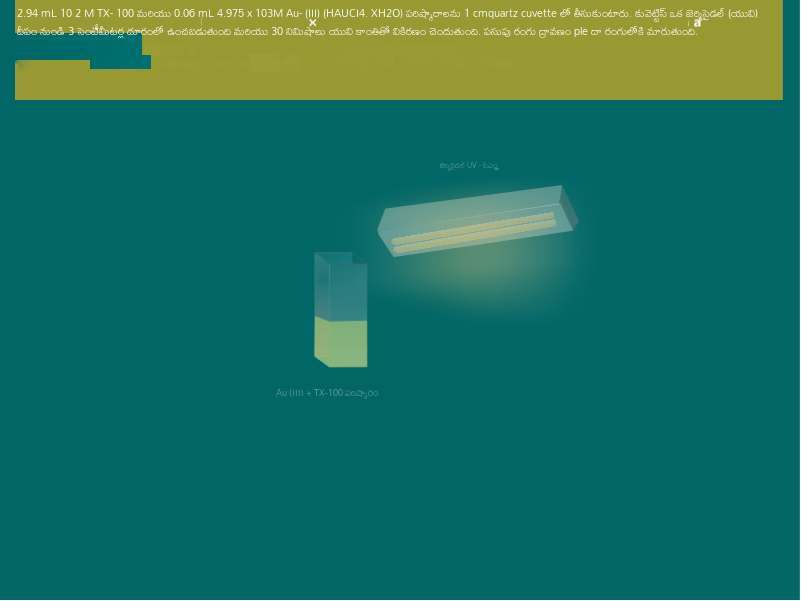 2.94 mL 10 2 M TX- 100 మరియు 0.06 mL 4.975 x 103M Au- (III) (HAUCl4. XH2O) పరిష్కారాలను 1 cmquartz cuvette లో తీసుకుంటారు. కువెట్టేస్ ఒక జెర్మిసైడల్ (యువి)
దీపం నుండి 3 సెంటీమీటర్ల దూరంలో ఉంచబడుతుంది మరియు 30 నిమిషాలు యువి కాంతితో వికిరణం చెందుతుంది. పసుపు రంగు ద్రావణం ple దా రంగులోకి మారుతుంది.
UV -
Au (III) + TX-100 పరిష్కారం